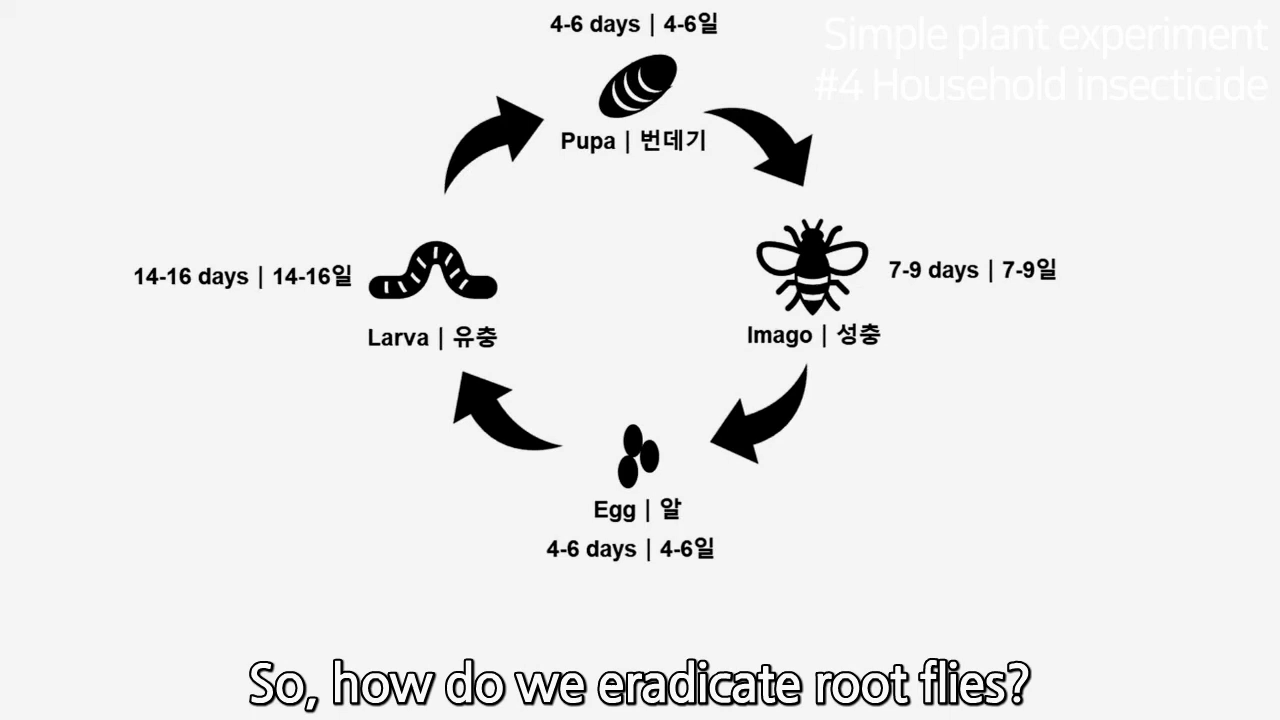 4-6 days | 4-6일
Simple plant experiment
#4 Household insecticide
Pupa | 번데기
14-16 days | 14-16일
7-9 days | 7-9일
Larva | 유충
Imago | 성충
Egg | 알
4-6 days | 4-6일
So, how do we eradicate root flies?